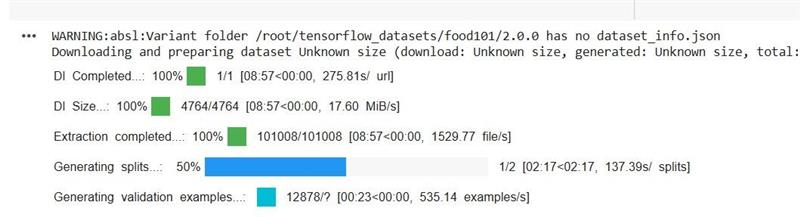 WARNING:absl:Variant folder /root/tensorflow_datasets/food101/2.0.0 has no dataset_info.json
Downloading and preparing dataset Unknown size (download: Unknown size, generated: Unknown size, total:
Dl Completed...: 100% 1/1 [08:57<00:00, 275.81s/ url]
Dl Size...: 100% 4764/4764 [08:57<00:00, 17.60 MiB/s]
Extraction completed...: 100% 101008/101008 [08:57<00:00, 1529.77 file/s]
Generating splits...: 50% 1/2 [02:17<02:17, 137.39s/ splits]
Generating validation examples...: 12878/? [00:23<00:00, 535.14 examples/s]